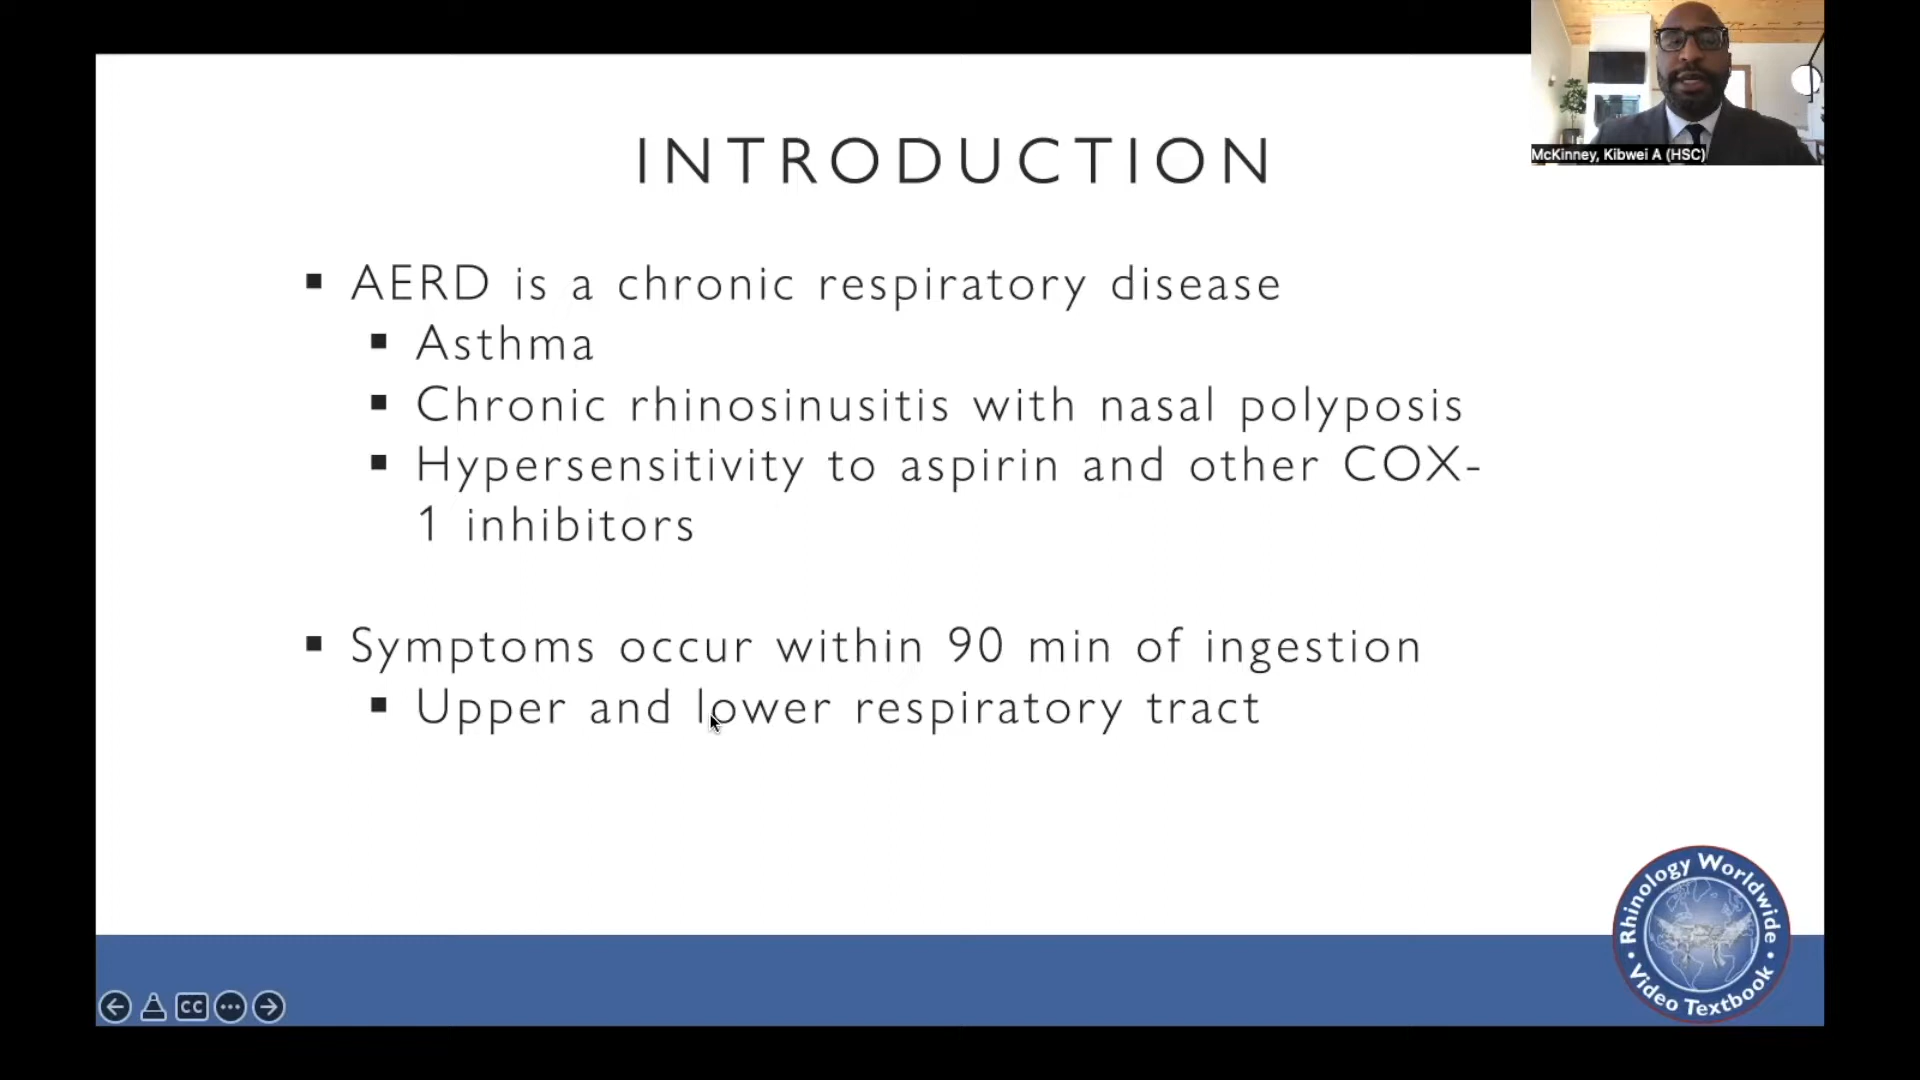 McKinney, Kibwei A (HSC)
INTRODUCTION
AERD is a chronic respiratory disease
Asthma
Chronic rhinosinusitis with nasal polyposis
Hypersensitivity to aspirin and other COX-
1 inhibitors
Symptoms occur within 90 min of ingestion
Upper and lower respiratory tract
Rhinology Worldwide
Video Textbook
CC